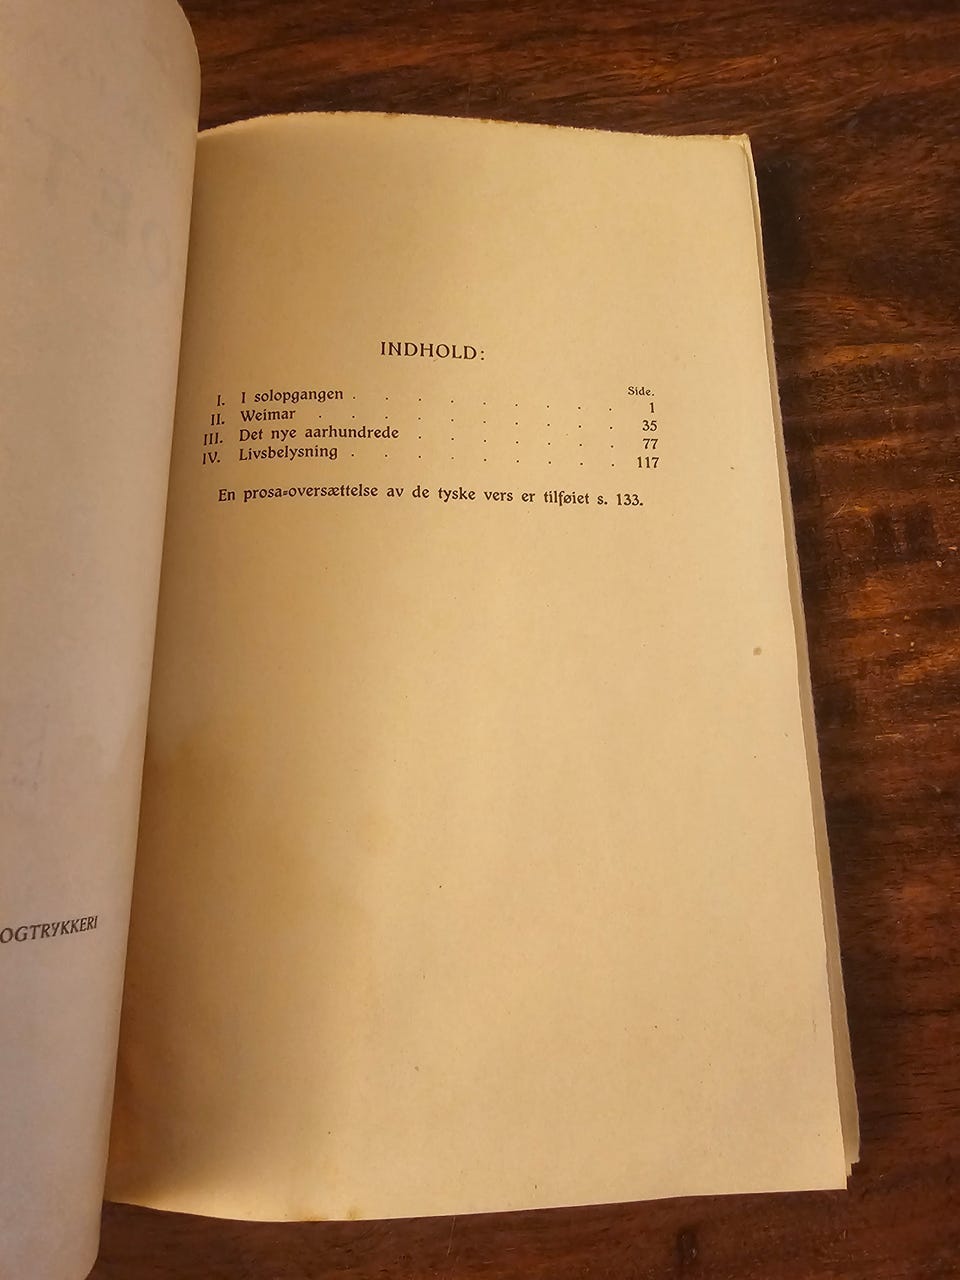 INDHOLD:
Side.
I. I solopgangen . . . . . . . . . 1
II. Weimar . . . . . . . . . . 35
III. Det nye aarhundrede . . . . . . . 77
IV. Livsbelysning . . . . . . . . . 117
En prosa=oversættelse av de tyske vers er tilføiet s. 133.
OGTRYKKERI